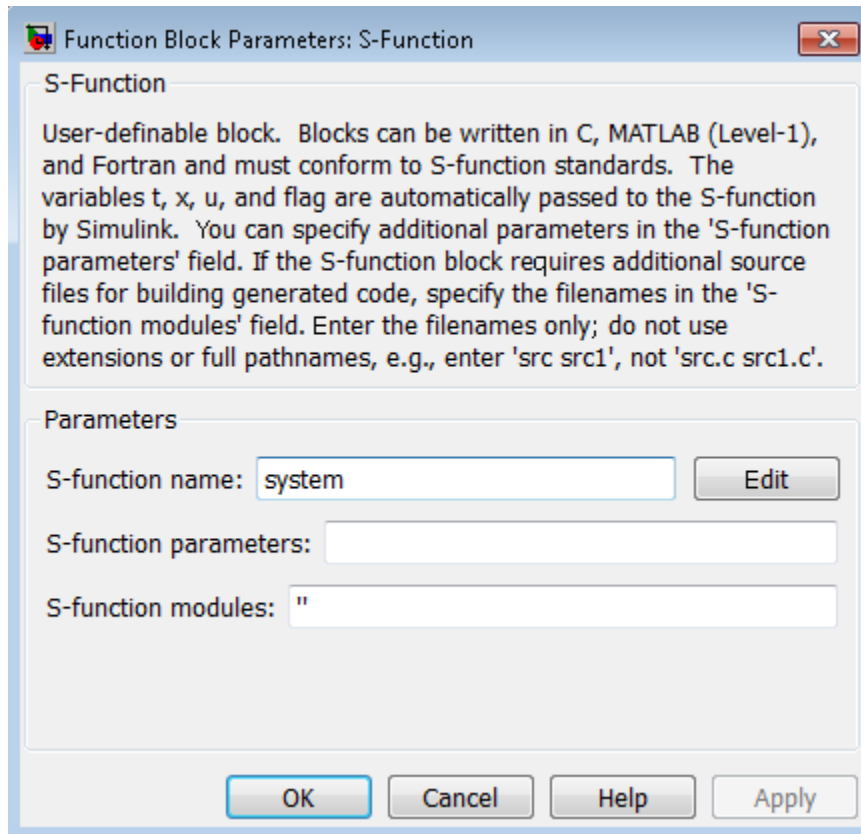 Function Block Parameters: S-Function
S-Function
User-definable block.  Blocks can be written in C, MATLAB (Level-1),
and Fortran and must conform to S-function standards.  The
variables t, x, u, and flag are automatically passed to the S-function
by Simulink.  You can specify additional parameters in the 'S-function
parameters' field. If the S-function block requires additional source
files for building generated code, specify the filenames in the 'S-
function modules' field. Enter the filenames only; do not use
extensions or full pathnames, e.g., enter 'src src1', not 'src.c src1.c'.
Parameters
S-function name: system Edit
S-function parameters:
S-function modules: ''
OK Cancel Help Apply